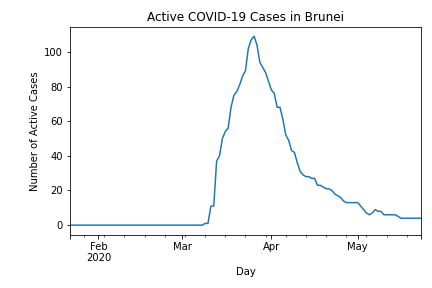 Active COVID-19 Cases in Brunei
Number of Active Cases
100
80
60
40
20
0
Feb
2020
Mar
Apr
May
Day